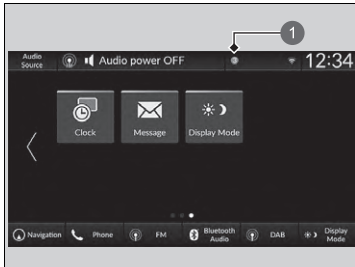 1
Audio
Source
Audio power OFF
12:34
Clock
Message
Display Mode
Navigation
Phone
FM
Bluetooth
Audio
DAB
Display
Mode